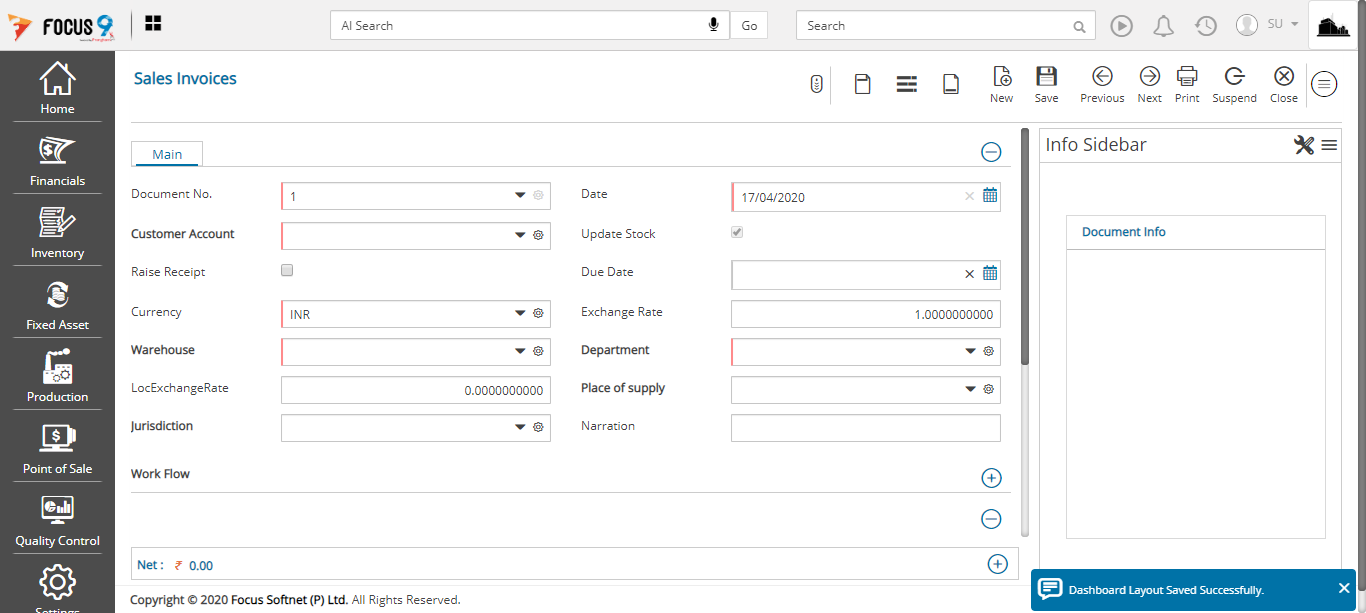 FOCUS 9
AI Search
Go
Search
SU
Home
Financials
Inventory
Fixed Asset
Production
Point of Sale
Quality Control
Settings
Sales Invoices
New
Save
Previous
Next
Print
Suspend
Close
Main
Document No.
1
Date
17/04/2020
Customer Account
Update Stock
Raise Receipt
Due Date
Currency
INR
Exchange Rate
1.0000000000
Warehouse
Department
LocExchangeRate
0.0000000000
Place of supply
Jurisdiction
Narration
Work Flow
Net : ₹ 0.00
Info Sidebar
Document Info
Dashboard Layout Saved Successfully.
Copyright © 2020 Focus Softnet (P) Ltd. All Rights Reserved.